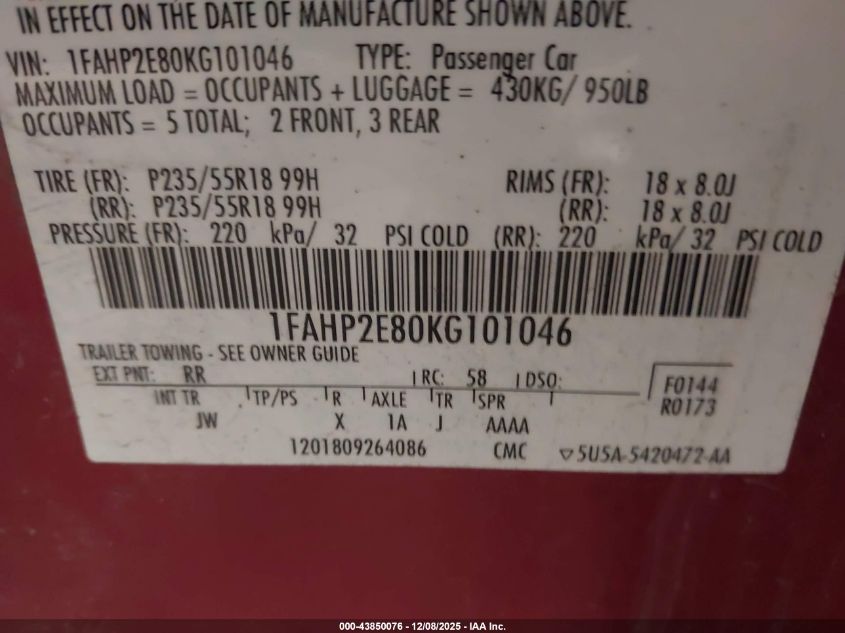 IN EFFECT ON THE DATE OF MANUFACTURE SHOWN ABOVE.
VIN: 1FAHP2E80KG101046 TYPE: Passenger Car
MAXIMUM LOAD = OCCUPANTS + LUGGAGE = 430KG/ 950LB
OCCUPANTS = 5 TOTAL; 2 FRONT, 3 REAR
TIRE (FR): P235/55R18 99H RIMS (FR): 18 x 8.0J
(RR): P235/55R18 99H (RR): 18 x 8.0J
PRESSURE (FR): 220 kPa/ 32 PSI COLD (RR): 220 kPa/ 32 PSI COLD
1FAHP2E80KG101046
TRAILER TOWING - SEE OWNER GUIDE
EXT PNT: RR RC: 58 DSO: F0144
INT TR TP/PS R AXLE TR SPR R0173
JW X 1A J AAAA
1201809264086 CMC ▽5U5A-5420472-AA
000-43850076 - 12/08/2025 - IAA Inc.